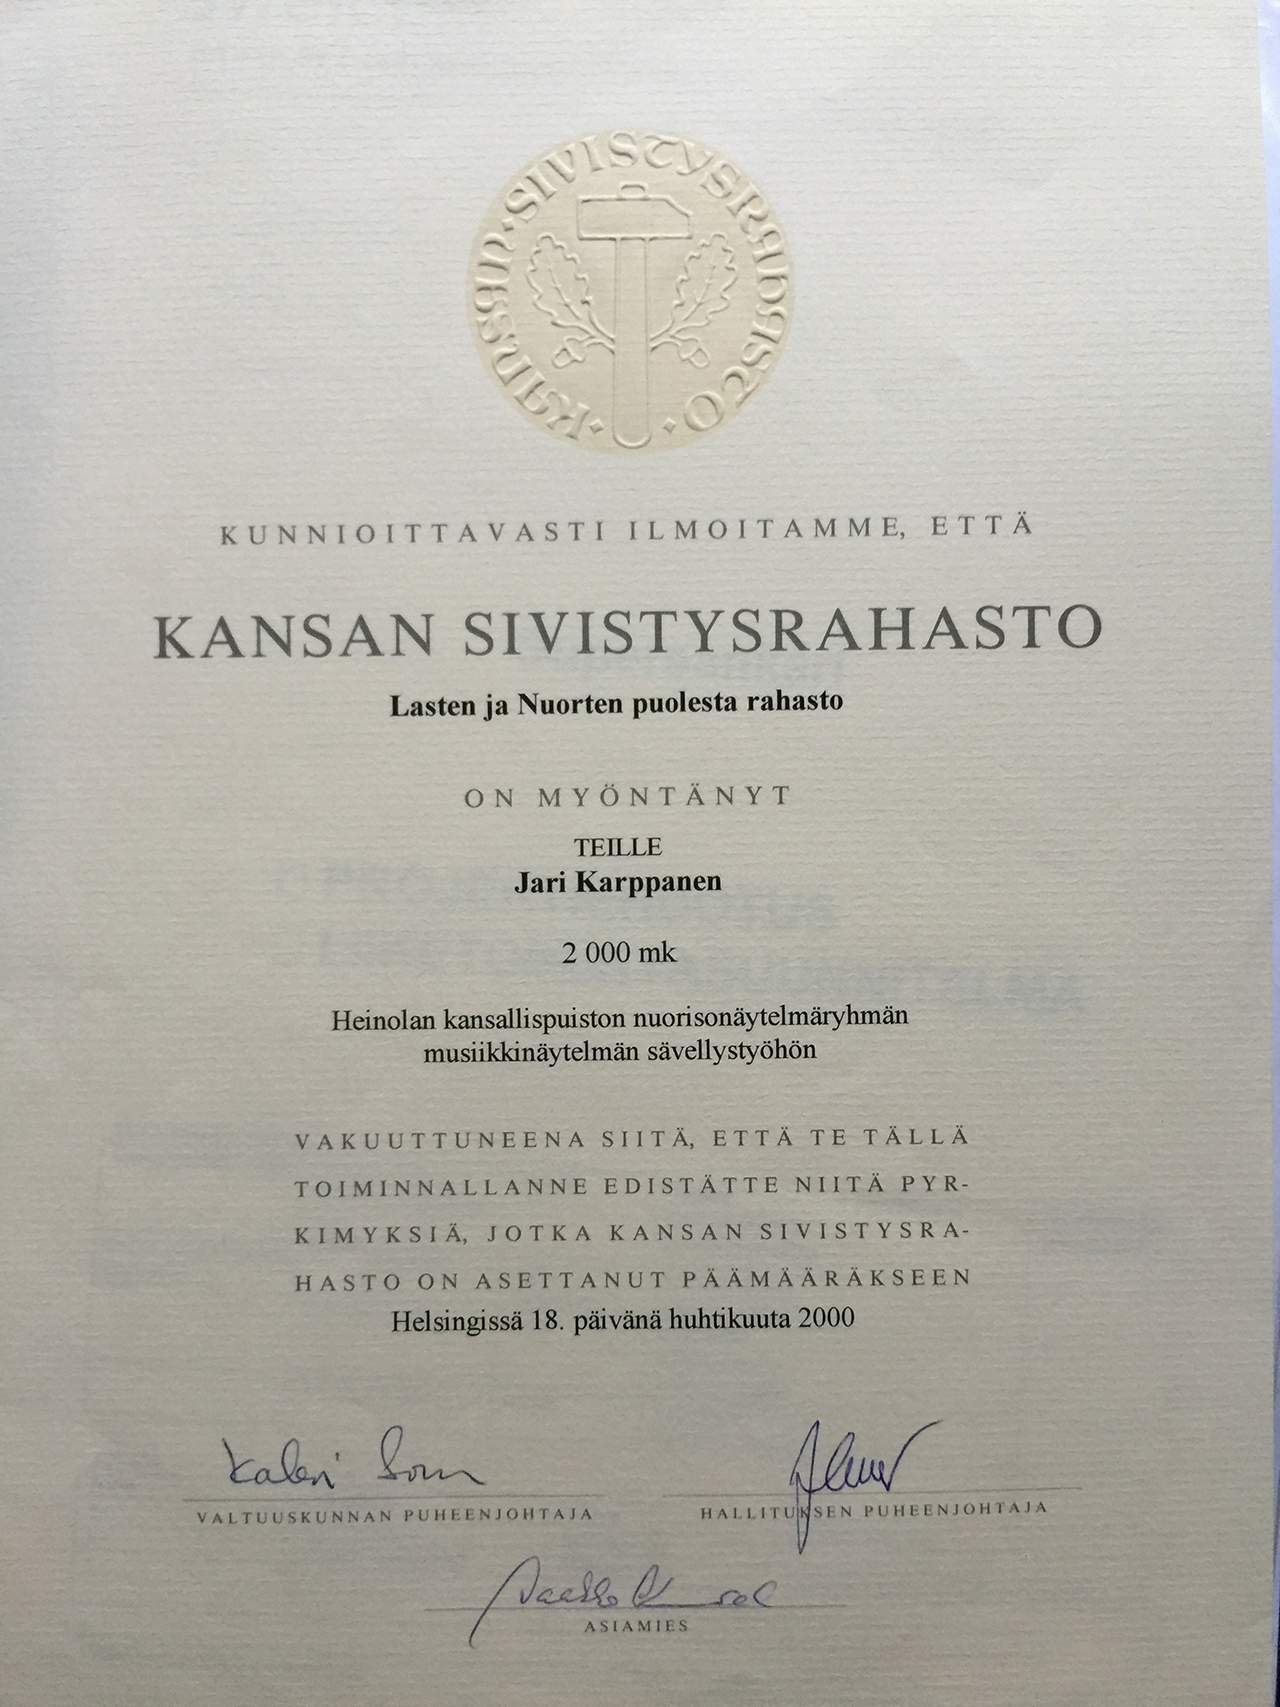 KANSAN · SIVISTYSRAHASTO
KUNNIOITTAVASTI ILMOITAMME, ETTÄ
KANSAN SIVISTYSRAHASTO
Lasten ja Nuorten puolesta rahasto
ON MYÖNTÄNYT
TEILLE
Jari Karppanen
2 000 mk
Heinolan kansallispuiston nuorisonäytelmäryhmän
musiikkinäytelmän sävellystyöhön
VAKUUTTUNEENA SIITÄ, ETTÄ TE TÄLLÄ
TOIMINNALLANNE EDISTÄTTE NIITÄ PYR-
KIMYKSIÄ, JOTKA KANSAN SIVISTYSRA-
HASTO ON ASETTANUT PÄÄMÄÄRÄKSEEN
Helsingissä 18. päivänä huhtikuuta 2000
VALTUUSKUNNAN PUHEENJOHTAJA
HALLITUKSEN PUHEENJOHTAJA
ASIAMIES